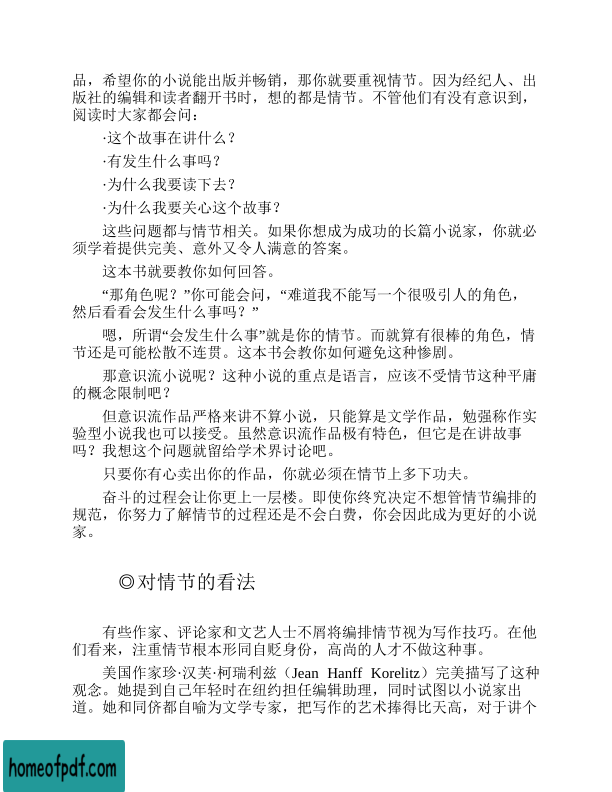 品，希望你的小说能出版并畅销，那你就要重视情节。因为经纪人、出
版社的编辑和读者翻开书时，想的都是情节。不管他们有没有意识到，
阅读时大家都会问：
·这个故事在讲什么？
·有发生什么事吗？
·为什么我要读下去？
·为什么我要关心这个故事？
这些问题都与情节相关。如果你想成为成功的长篇小说家，你就必
须学着提供完美、意外又令人满意的答案。
这本书就要教你如何回答。
“那角色呢？”你可能会问，“难道我不能写一个很吸引人的角色，
然后看看会发生什么事吗？”
嗯，所谓“会发生什么事”就是你的情节。而就算有很棒的角色，情
节还是可能松散不连贯。这本书会教你如何避免这种惨剧。
那意识流小说呢？这种小说的重点是语言，应该不受情节这种平庸
的概念限制吧？
但意识流作品严格来讲不算小说，只能算是文学作品，勉强称作实
验型小说我也可以接受。虽然意识流作品极有特色，但它是在讲故事
吗？我想这个问题就留给学术界讨论吧。
只要你有心卖出你的作品，你就必须在情节上多下功夫。
奋斗的过程会让你更上一层楼。即使你终究决定不想管情节编排的
规范，你努力了解情节的过程还是不会白费，你会因此成为更好的小说
家。
◎对情节的看法
有些作家、评论家和文艺人士不屑将编排情节视为写作技巧。在他
们看来，注重情节根本形同自贬身份，高尚的人才不做这种事。
美国作家珍·汉芙·柯瑞利兹（Jean Hanff Korelitz）完美描写了这种
观念。她提到自己年轻时在纽约担任编辑助理，同时试图以小说家出
道。她和同侪都自喻为文学专家，把写作的艺术捧得比天高，对于讲个
homeofpdf.com